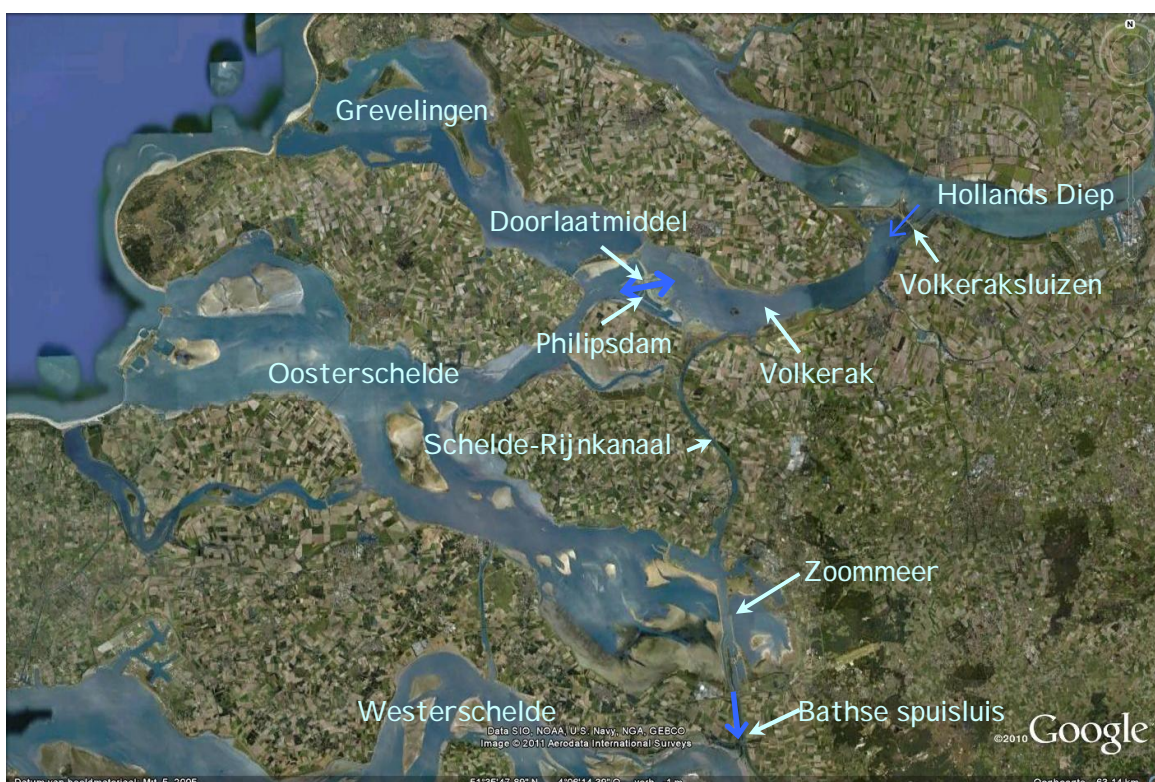 N
Grevelingen
Hollands Diep
Doorlaatmiddel
Volkeraksluizen
Philipsdam
Oosterschelde
Volkerak
Schelde-Rijnkanaal
Zoommeer
Westerschelde
Bathse spuisluis
Data SIO, NOAA, U.S. Navy, NGA, GEBCO
Image © 2011 Aerodata International Surveys
©2010 Google